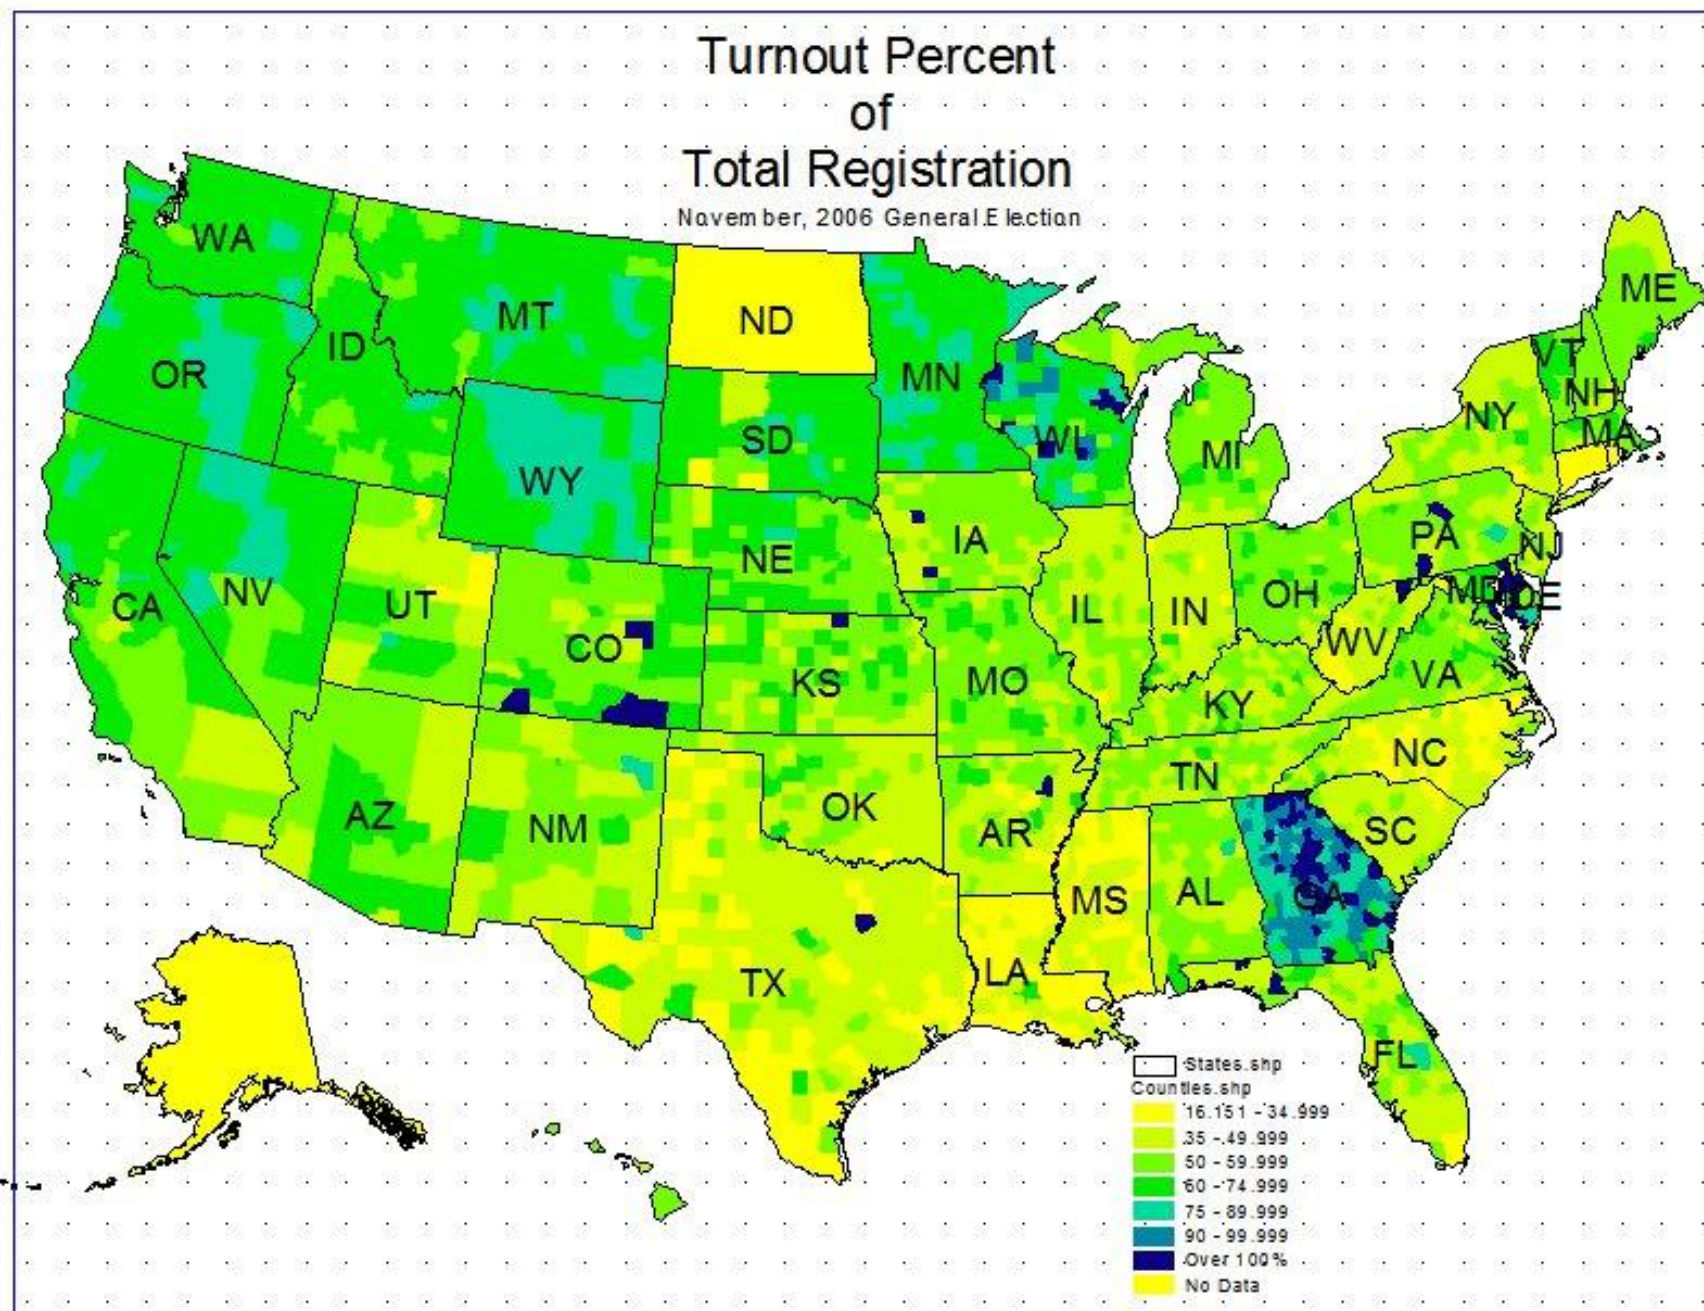 Turnout Percent
of
Total Registration
November, 2006 General Election
WA
MT
ND
MN
ME
OR
ID
SD
WI
MI
VT
NH
NY
MA
WY
IA
PA
NJ
NE
CA
NV
UT
CO
KS
MO
IL
IN
OH
WV
MD
DE
VA
KY
AZ
NM
OK
AR
TN
NC
SC
MS
AL
GA
TX
LA
FL
States.shp
Counties.shp
16.151 - 34.999
35 - 49.999
50 - 59.999
60 - 74.999
75 - 89.999
90 - 99.999
Over 100%
No Data